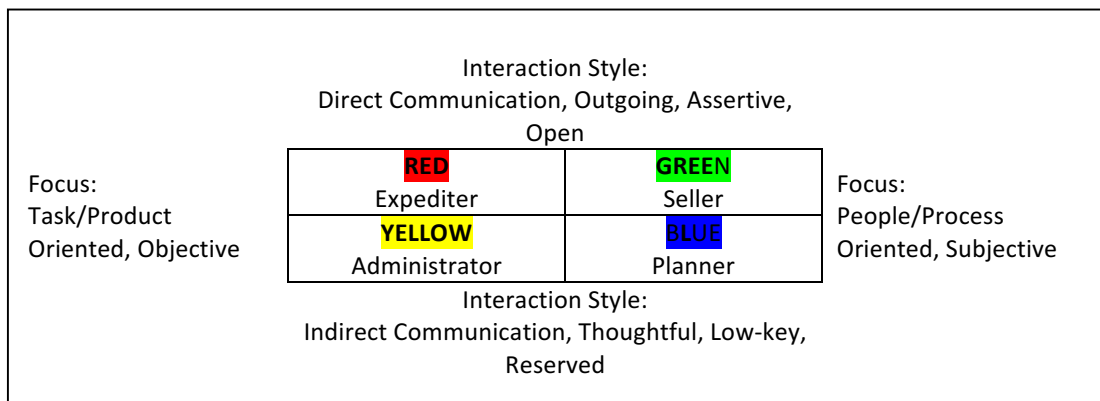 Interaction Style:
Direct Communication, Outgoing, Assertive,
Open
Focus:
Task/Product
Oriented, Objective
RED
Expediter
GREEN
Seller
YELLOW
Administrator
BLUE
Planner
Focus:
People/Process
Oriented, Subjective
Interaction Style:
Indirect Communication, Thoughtful, Low-key,
Reserved